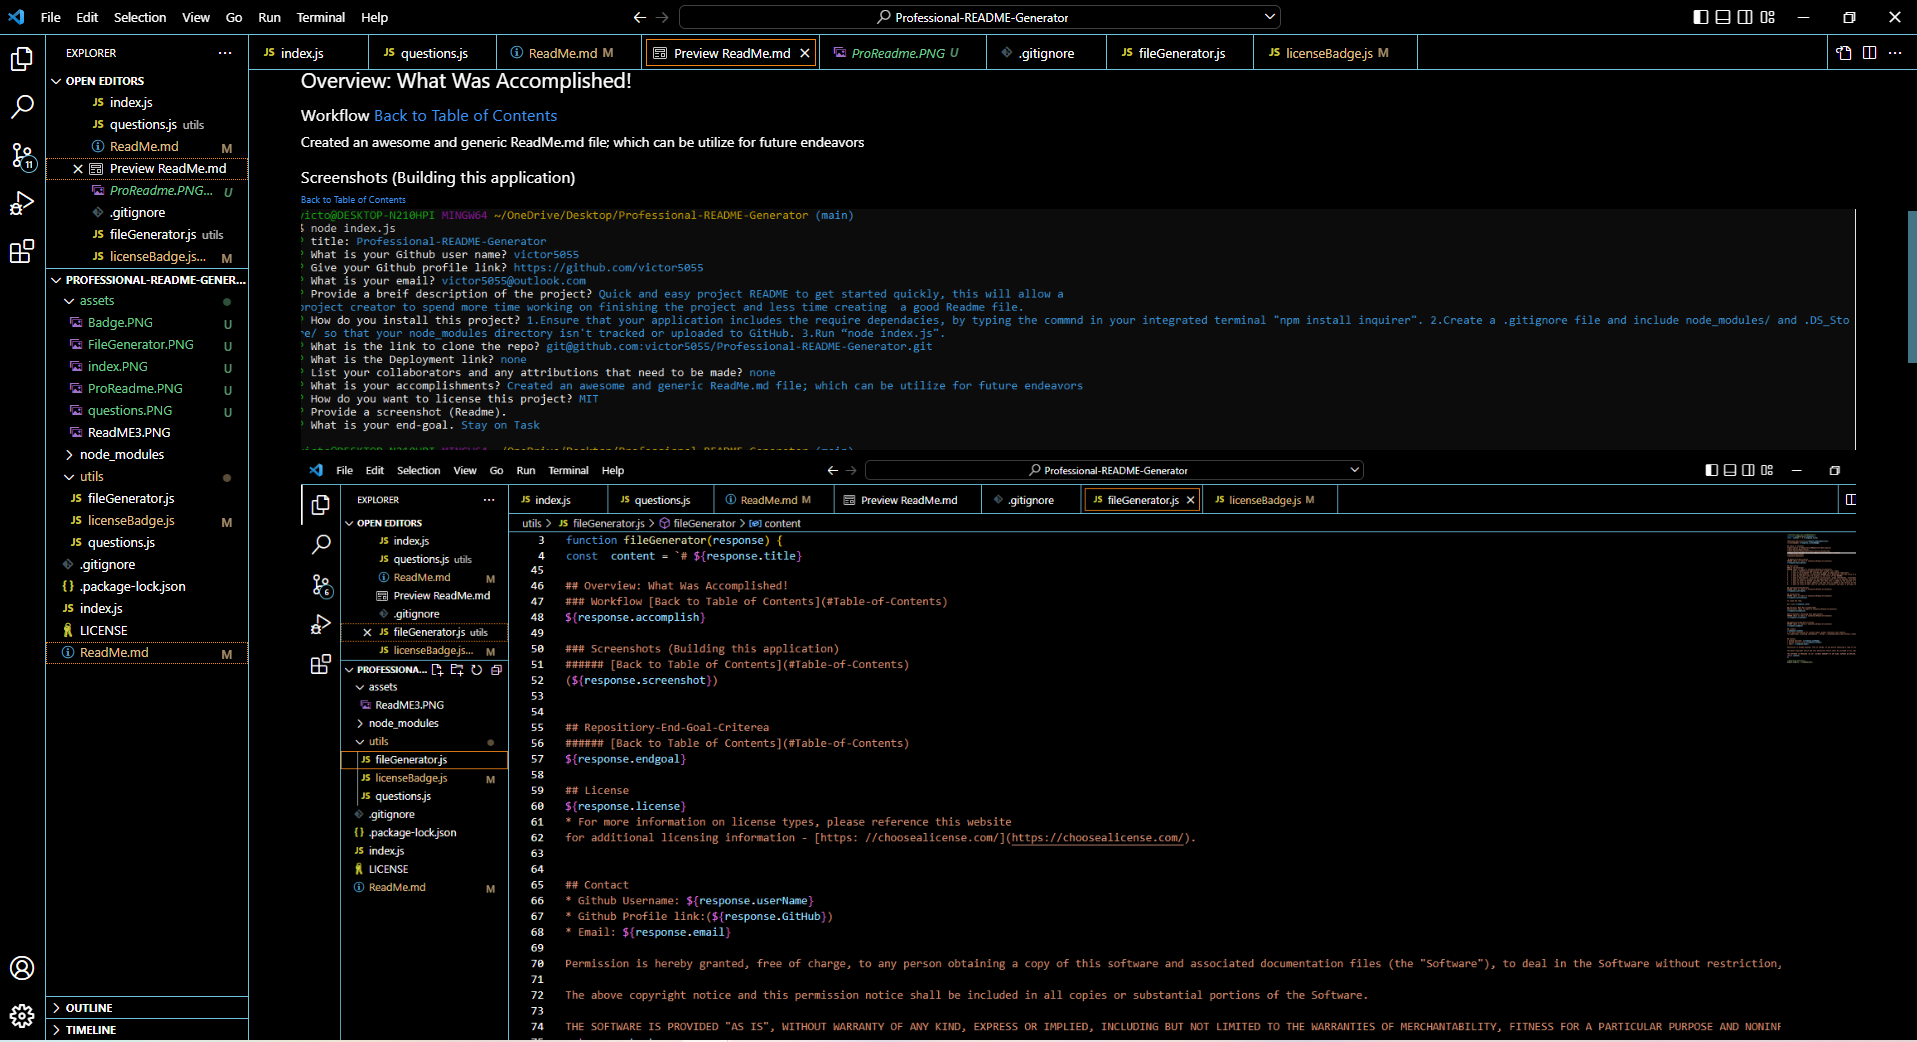 File Edit Selection View Go Run Terminal Help
Professional-README-Generator
EXPLORER
index.js questions.js ReadMe.md M Preview ReadMe.md ProReadme.PNG U .gitignore fileGenerator.js licenseBadge.js M
OPEN EDITORS
JS index.js
JS questions.js utils
ReadMe.md M
Preview ReadMe.md
ProReadme.PNG... U
.gitignore
JS fileGenerator.js utils
JS licenseBadge.js... M
PROFESSIONAL-README-GENER...
assets
Badge.PNG U
FileGenerator.PNG U
index.PNG U
ProReadme.PNG U
questions.PNG U
ReadME3.PNG
node_modules
utils
JS fileGenerator.js
JS licenseBadge.js M
JS questions.js
.gitignore
{} .package-lock.json
JS index.js
LICENSE
ReadMe.md M
OUTLINE
TIMELINE
11
Overview: What Was Accomplished!
Workflow Back to Table of Contents
Created an awesome and generic ReadMe.md file; which can be utilize for future endeavors
Screenshots (Building this application)
Back to Table of Contents
victo@DESKTOP-N210HPI MINGW64 ~/OneDrive/Desktop/Professional-README-Generator (main)
$ node index.js
? title: Professional-README-Generator
? What is your Github user name? victor5055
? Give your Github profile link? https://github.com/victor5055
? What is your email? victor5055@outlook.com
? Provide a breif description of the project? Quick and easy project README to get started quickly, this will allow a
project creator to spend more time working on finishing the project and less time creating  a good Readme file.
? How do you install this project? 1.Ensure that your application includes the require dependacies, by typing the commnd in your integrated terminal "npm install inquirer". 2.Create a .gitignore file and include node_modules/ and .DS_Sto
re/ so that your node_modules directory isn't tracked or uploaded to GitHub. 3.Run "node index.js".
? What is the link to clone the repo? git@github.com:victor5055/Professional-README-Generator.git
? What is the Deployment link? none
? List your collaborators and any attributions that need to be made? none
? What is your accomplishments? Created an awesome and generic ReadMe.md file; which can be utilize for future endeavors
? How do you want to license this project? MIT
? Provide a screenshot (Readme).
? What is your end-goal. Stay on Task
victo@DESKTOP-N210HPI MINGW64 ~/OneDrive/Desktop/Professional-README-Generator (main)
File Edit Selection View Go Run Terminal Help
Professional-README-Generator
EXPLORER
JS index.js JS questions.js ReadMe.md M Preview ReadMe.md .gitignore JS fileGenerator.js JS licenseBadge.js M
utils > JS fileGenerator.js > fileGenerator > content
OPEN EDITORS
JS index.js
JS questions.js utils
ReadMe.md M
Preview ReadMe.md
.gitignore
JS fileGenerator.js utils
JS licenseBadge.js... M
PROFESSIONA...
assets
ReadME3.PNG
node_modules
utils
JS fileGenerator.js
JS licenseBadge.js M
JS questions.js
.gitignore
{} .package-lock.json
JS index.js
LICENSE
ReadMe.md M
6
3 function fileGenerator(response) {
4 const  content = `# ${response.title}
45
46 ## Overview: What Was Accomplished!
47 ### Workflow [Back to Table of Contents](#Table-of-Contents)
48 ${response.accomplish}
49
50 ### Screenshots (Building this application)
51 ###### [Back to Table of Contents](#Table-of-Contents)
52 (${response.screenshot})
53
54
55 ## Repositiory-End-Goal-Criterea
56 ###### [Back to Table of Contents](#Table-of-Contents)
57 ${response.endgoal}
58
59 ## License
60 ${response.license}
61 * For more information on license types, please reference this website
62 for additional licensing information - [https: //choosealicense.com/](https://choosealicense.com/).
63
64
65 ## Contact
66 * Github Username: ${response.userName}
67 * Github Profile link:(${response.GitHub})
68 * Email: ${response.email}
69
70 Permission is hereby granted, free of charge, to any person obtaining a copy of this software and associated documentation files (the "Software"), to deal in the Software without restriction,
71
72 The above copyright notice and this permission notice shall be included in all copies or substantial portions of the Software.
73
74 THE SOFTWARE IS PROVIDED "AS IS", WITHOUT WARRANTY OF ANY KIND, EXPRESS OR IMPLIED, INCLUDING BUT NOT LIMITED TO THE WARRANTIES OF MERCHANTABILITY, FITNESS FOR A PARTICULAR PURPOSE AND NONINF